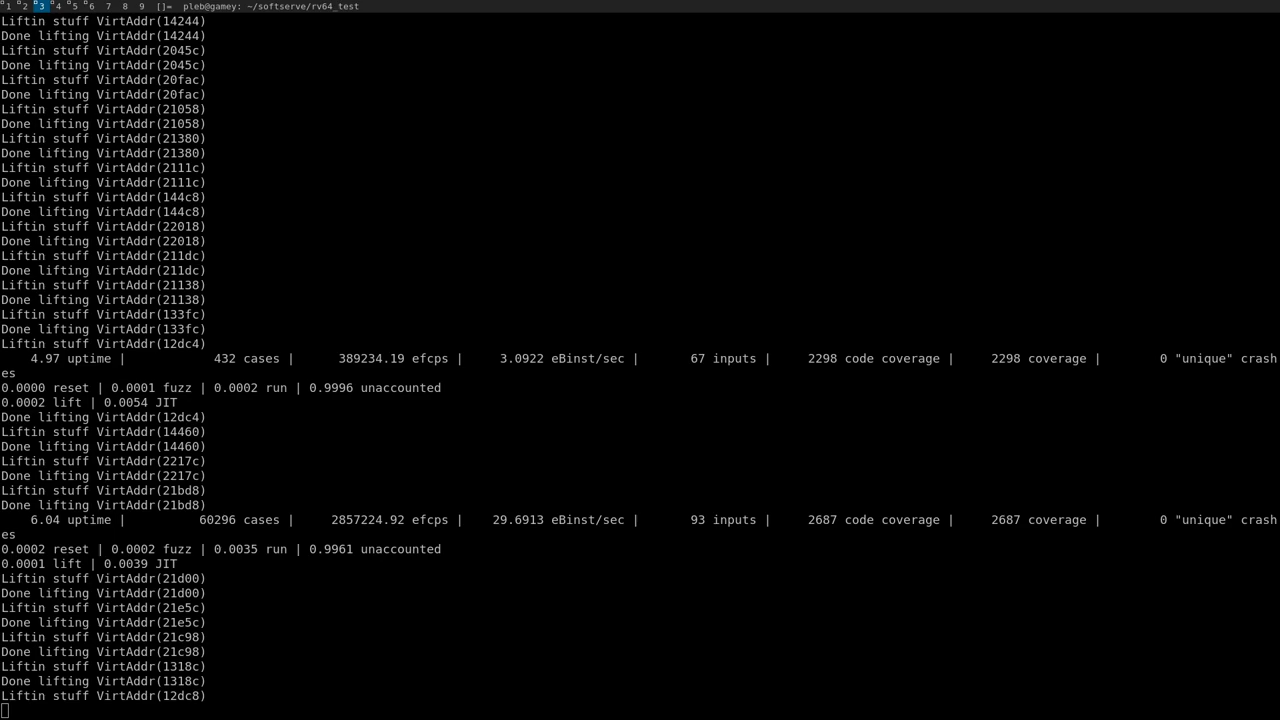 1 2 3 4 5 6 7 8 9 []= pleb@gamey: ~/softserve/rv64_test
Liftin stuff VirtAddr(14244)
Done lifting VirtAddr(14244)
Liftin stuff VirtAddr(2045c)
Done lifting VirtAddr(2045c)
Liftin stuff VirtAddr(20fac)
Done lifting VirtAddr(20fac)
Liftin stuff VirtAddr(21058)
Done lifting VirtAddr(21058)
Liftin stuff VirtAddr(21380)
Done lifting VirtAddr(21380)
Liftin stuff VirtAddr(2111c)
Done lifting VirtAddr(2111c)
Liftin stuff VirtAddr(144c8)
Done lifting VirtAddr(144c8)
Liftin stuff VirtAddr(22018)
Done lifting VirtAddr(22018)
Liftin stuff VirtAddr(211dc)
Done lifting VirtAddr(211dc)
Liftin stuff VirtAddr(21138)
Done lifting VirtAddr(21138)
Liftin stuff VirtAddr(133fc)
Done lifting VirtAddr(133fc)
Liftin stuff VirtAddr(12dc4)
4.97 uptime | 432 cases | 389234.19 efcps | 3.0922 eBinst/sec | 67 inputs | 2298 code coverage | 2298 coverage | 0 "unique" crash
es
0.0000 reset | 0.0001 fuzz | 0.0002 run | 0.9996 unaccounted
0.0002 lift | 0.0054 JIT
Done lifting VirtAddr(12dc4)
Liftin stuff VirtAddr(14460)
Done lifting VirtAddr(14460)
Liftin stuff VirtAddr(2217c)
Done lifting VirtAddr(2217c)
Liftin stuff VirtAddr(21bd8)
Done lifting VirtAddr(21bd8)
6.04 uptime | 60296 cases | 2857224.92 efcps | 29.6913 eBinst/sec | 93 inputs | 2687 code coverage | 2687 coverage | 0 "unique" crash
es
0.0002 reset | 0.0002 fuzz | 0.0035 run | 0.9961 unaccounted
0.0001 lift | 0.0039 JIT
Liftin stuff VirtAddr(21d00)
Done lifting VirtAddr(21d00)
Liftin stuff VirtAddr(21e5c)
Done lifting VirtAddr(21e5c)
Liftin stuff VirtAddr(21c98)
Done lifting VirtAddr(21c98)
Liftin stuff VirtAddr(1318c)
Done lifting VirtAddr(1318c)
Liftin stuff VirtAddr(12dc8)